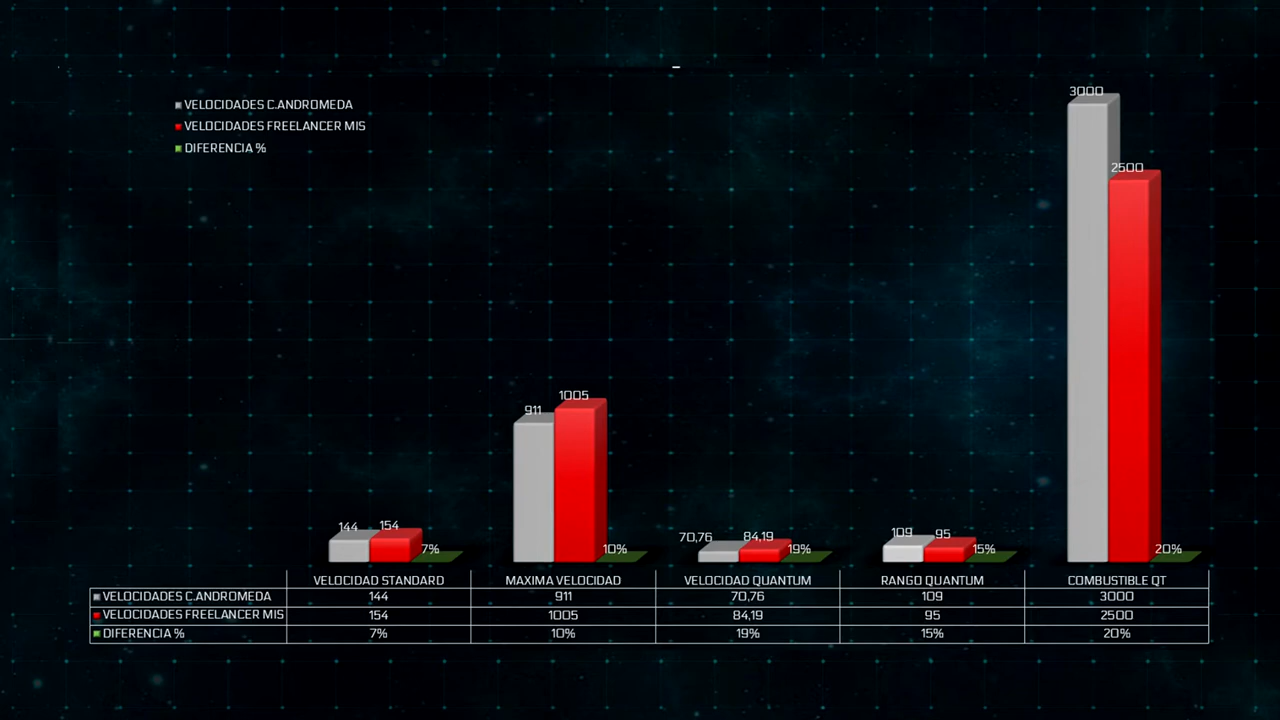 VELOCIDADES C.ANDROMEDA
VELOCIDADES FREELANCER MIS
DIFERENCIA %
3000
2500
911
1005
144
154
7%
10%
70,76
84,19
19%
109
95
15%
20%
VELOCIDAD STANDARD MAXIMA VELOCIDAD VELOCIDAD QUANTUM RANGO QUANTUM COMBUSTIBLE QT
VELOCIDADES C.ANDROMEDA 144 911 70,76 109 3000
VELOCIDADES FREELANCER MIS 154 1005 84,19 95 2500
DIFERENCIA % 7% 10% 19% 15% 20%